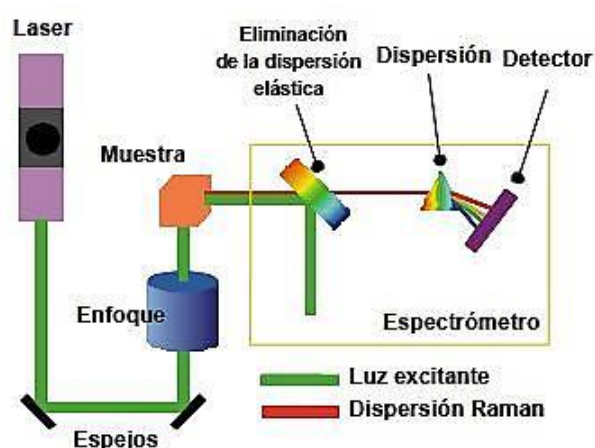 Laser
Eliminación
de la dispersión
elástica
Dispersión
Detector
Muestra
Enfoque
Espectrómetro
Luz excitante
Dispersión Raman
Espejos